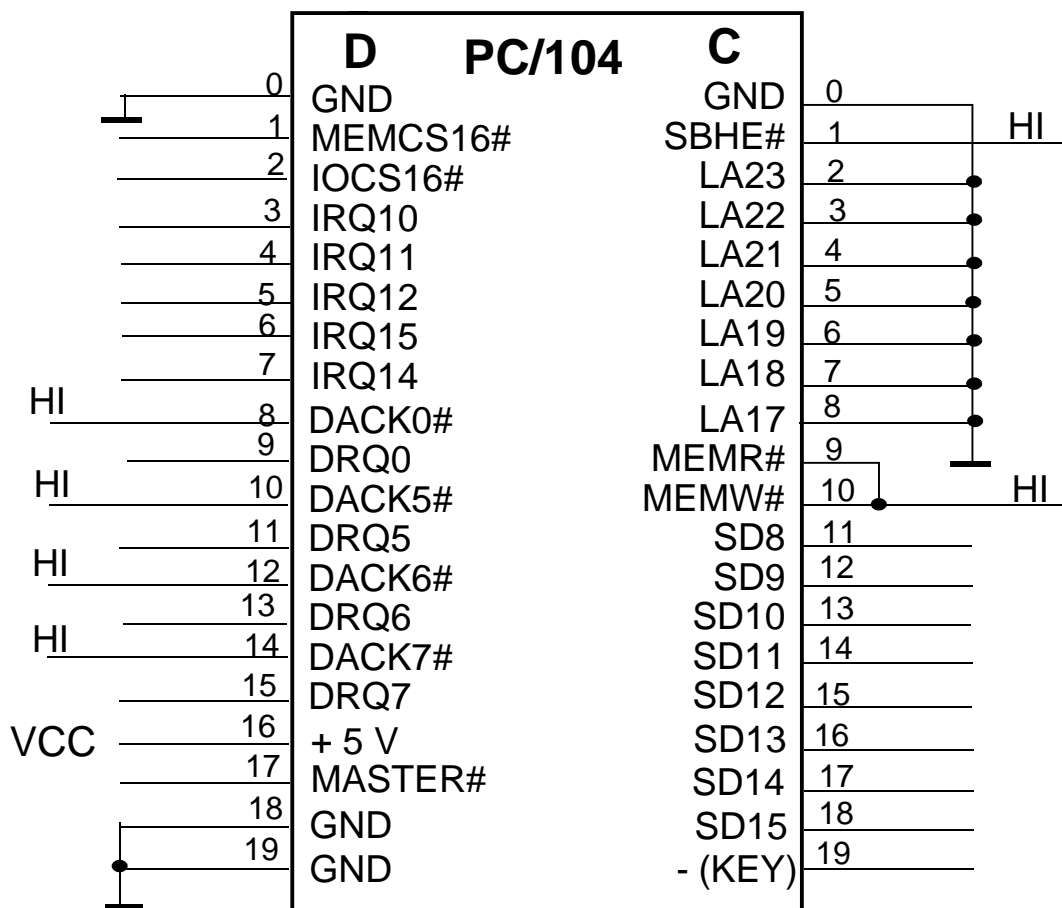 D PC/104 C
0 GND GND 0
1 MEMCS16# SBHE# 1 HI
2 IOCS16# LA23 2
3 IRQ10 LA22 3
4 IRQ11 LA21 4
5 IRQ12 LA20 5
6 IRQ15 LA19 6
7 IRQ14 LA18 7
HI 8 DACK0# LA17 8
9 DRQ0 MEMR# 9
HI 10 DACK5# MEMW# 10 HI
11 DRQ5 SD8 11
HI 12 DACK6# SD9 12
13 DRQ6 SD10 13
HI 14 DACK7# SD11 14
15 DRQ7 SD12 15
VCC 16 + 5 V SD13 16
17 MASTER# SD14 17
18 GND SD15 18
19 GND - (KEY) 19